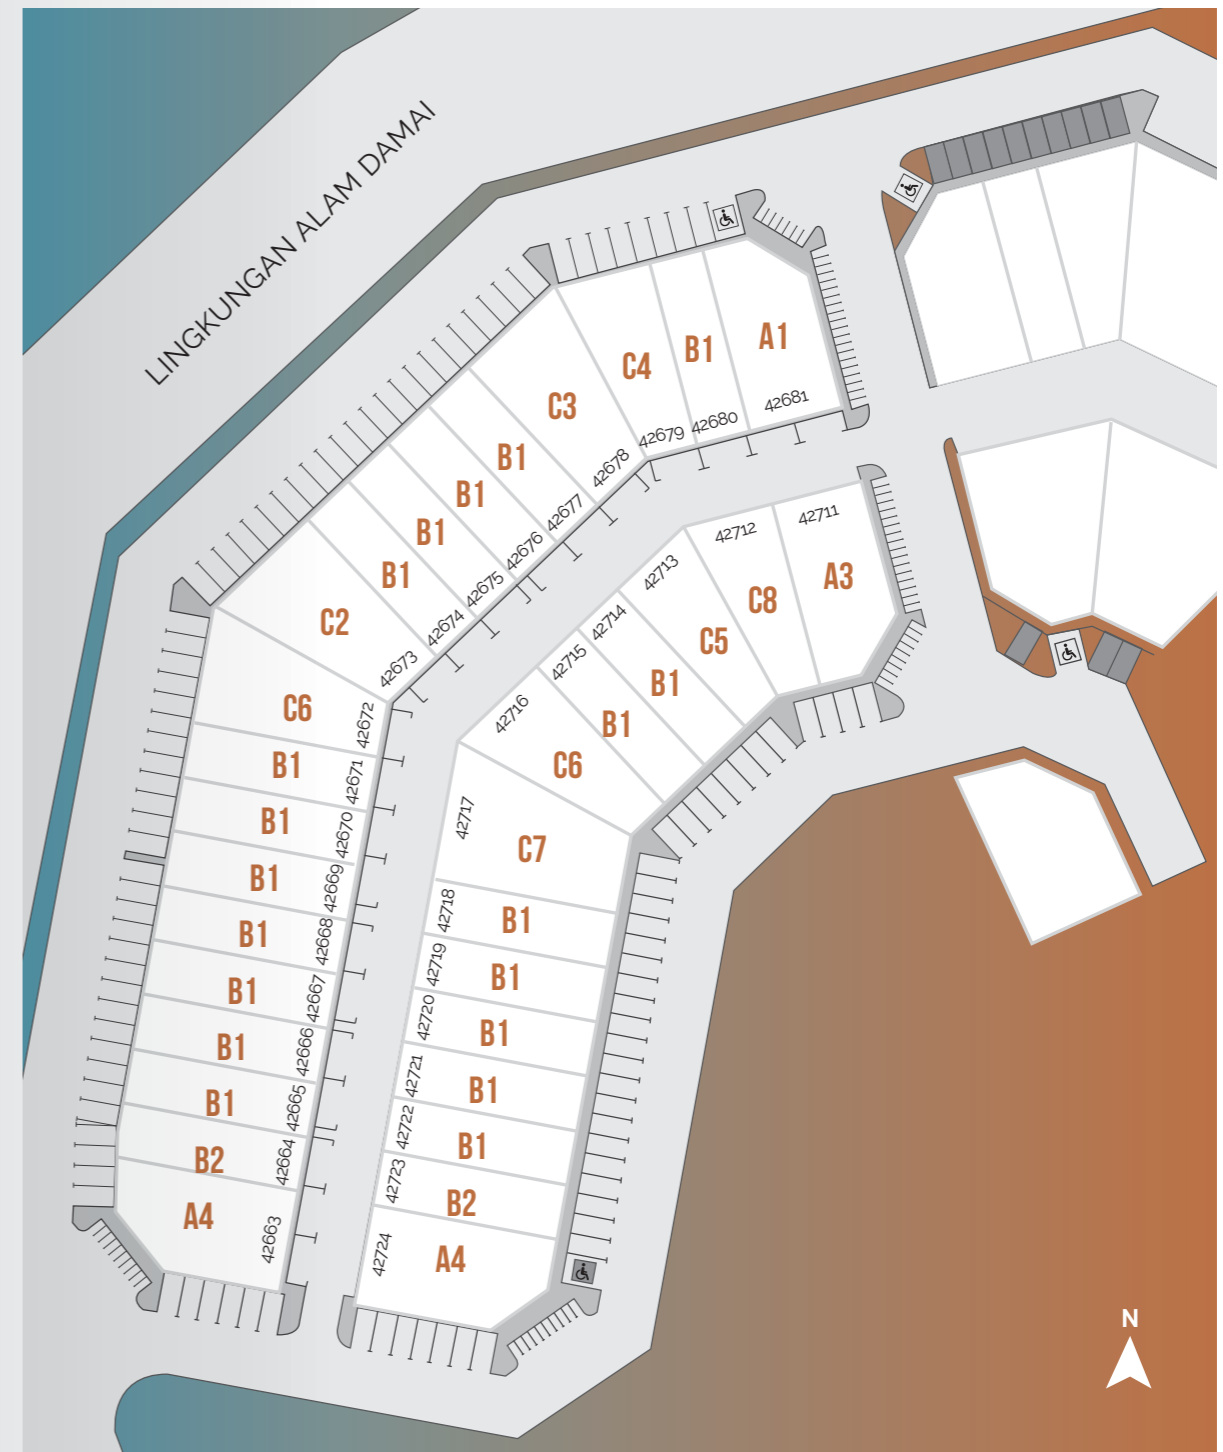 LINGKUNGAN ALAM DAMAI
A1
42681
B1
42680
C4
42679
C3
42678
B1
42677
B1
42676
B1
42675
B1
42674
C2
42673
C6
42672
B1
42671
B1
42670
B1
42669
B1
42668
B1
42667
B1
42666
B1
42665
B2
42664
A4
42663
42711
A3
42712
C8
42713
C5
42714
B1
42715
B1
42716
C6
42717
C7
42718
B1
42719
B1
42720
B1
42721
B1
42722
B1
42723
B2
42724
A4
N